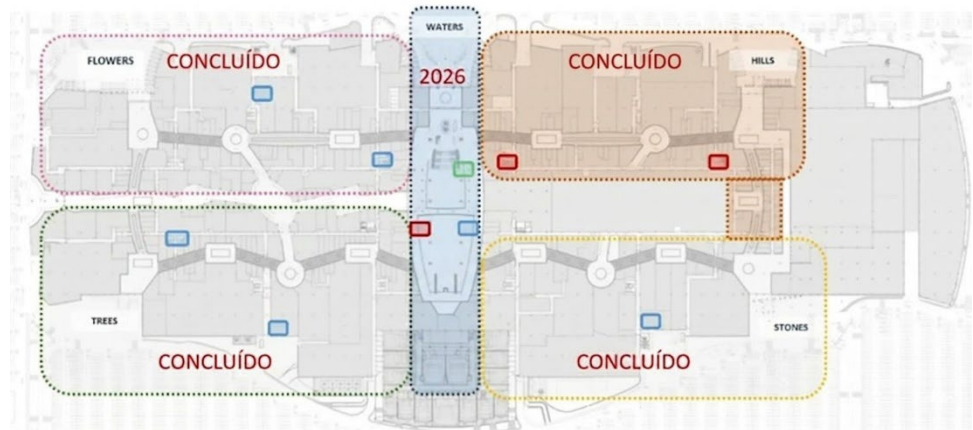 WATERS
FLOWERS
CONCLUÍDO
2026
CONCLUÍDO
HILLS
TREES
CONCLUÍDO
CONCLUÍDO
STONES